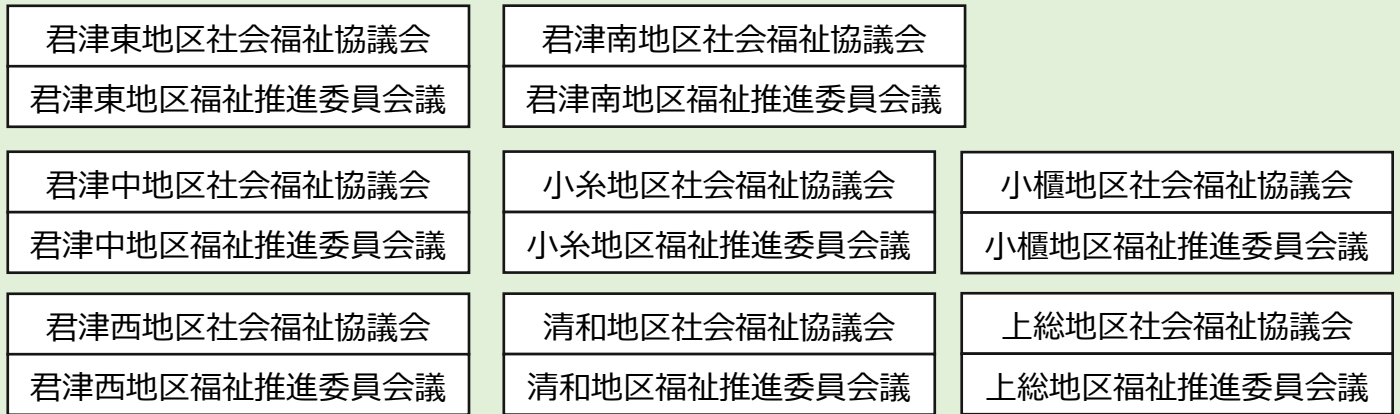 君津東地区社会福祉協議会
君津東地区福祉推進委員会議
君津南地区社会福祉協議会
君津南地区福祉推進委員会議
君津中地区社会福祉協議会
君津中地区福祉推進委員会議
小糸地区社会福祉協議会
小糸地区福祉推進委員会議
小櫃地区社会福祉協議会
小櫃地区福祉推進委員会議
君津西地区社会福祉協議会
君津西地区福祉推進委員会議
清和地区社会福祉協議会
清和地区福祉推進委員会議
上総地区社会福祉協議会
上総地区福祉推進委員会議